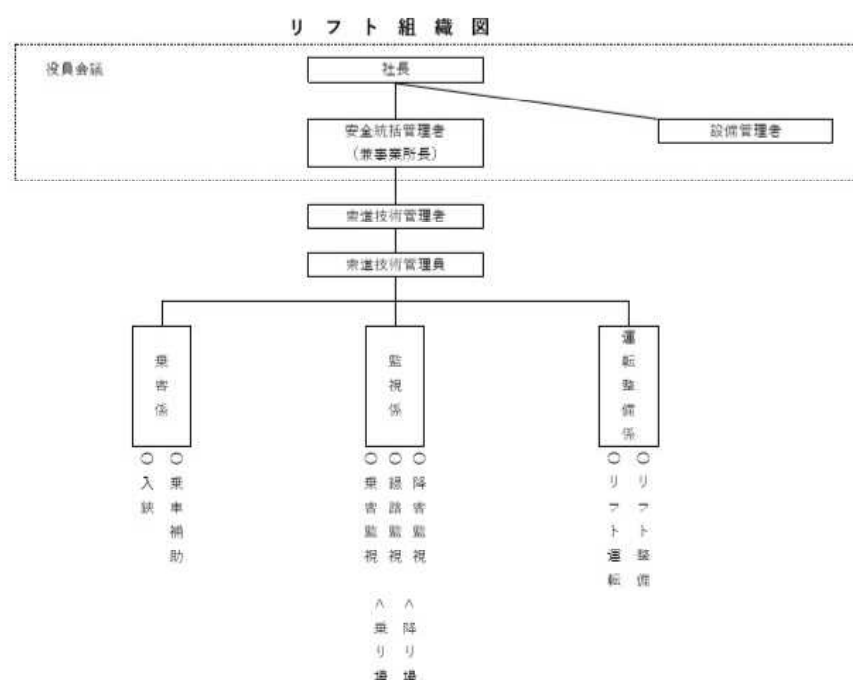 リフト組織図
役員会議
社長
安全統括管理者
(兼事業所長)
設備管理者
索道技術管理者
索道技術管理員
乗客係
監視係
運転整備係
○乗車補助
○入鋏
○降客監視
○線路監視
○乗客監視
○リフト整備
○リフト運転
<降り場
<乗り場